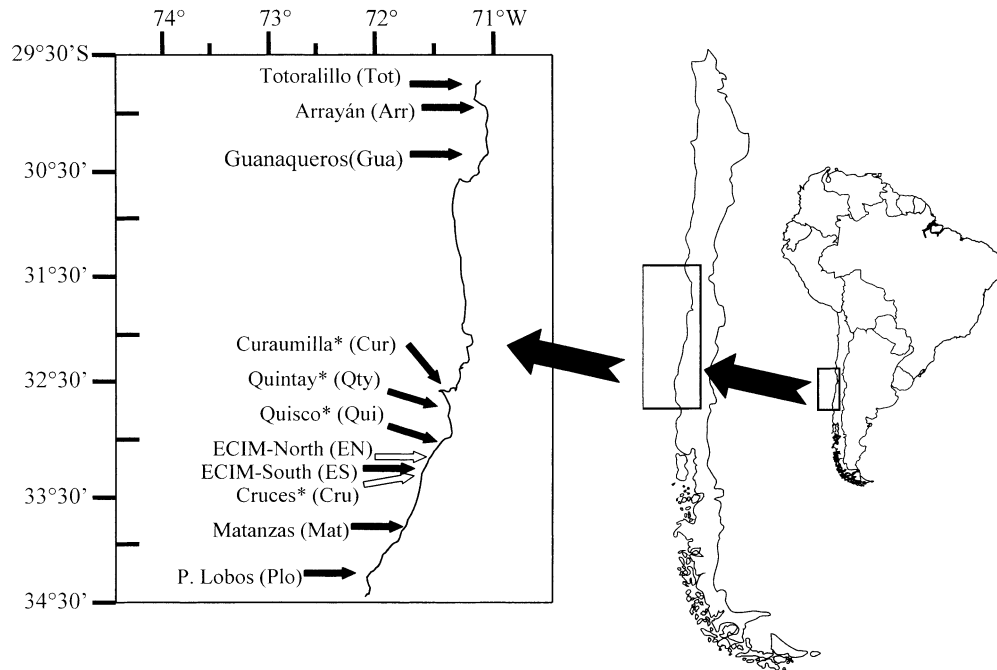 74° 73° 72° 71°W
29°30'S
Totoralillo (Tot)
Arrayán (Arr)
Guanaqueros(Gua)
30°30'
31°30'
Curaumilla* (Cur)
32°30'
Quintay* (Qty)
Quisco* (Qui)
ECIM-North (EN)
ECIM-South (ES)
Cruces* (Cru)
33°30'
Matanzas (Mat)
P. Lobos (Plo)
34°30'